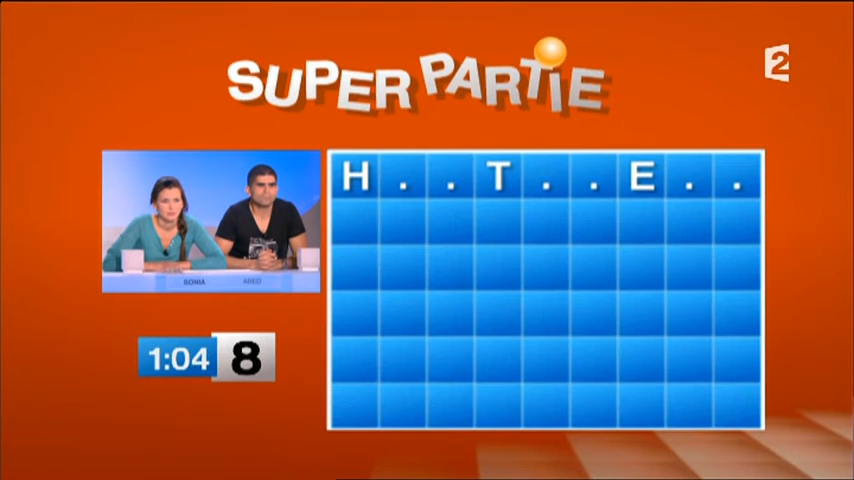 SUPER PARTIE
2
H . . T . . E . .
SONIA ABED
1:04 8